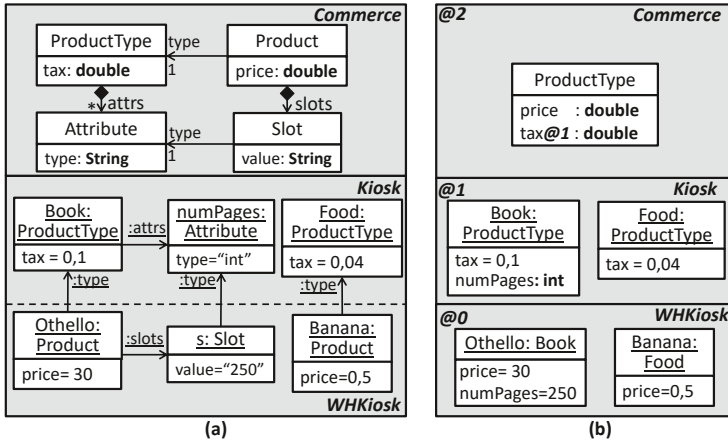 Commerce
ProductType
tax: double
type
1
Product
price: double
* attrs
slots
Attribute
type: String
type
1
Slot
value: String
Kiosk
Book:
ProductType
tax = 0,1
:attrs
numPages:
Attribute
type="int"
Food:
ProductType
tax = 0,04
:type
:type
:type
Othello:
Product
price= 30
:slots
s: Slot
value="250"
Banana:
Product
price=0,5
WHKiosk
(a)
@2
Commerce
ProductType
price : double
tax@1 : double
@1
Kiosk
Book:
ProductType
tax = 0,1
numPages: int
Food:
ProductType
tax = 0,04
@0
WHKiosk
Othello: Book
price= 30
numPages=250
Banana:
Food
price=0,5
(b)